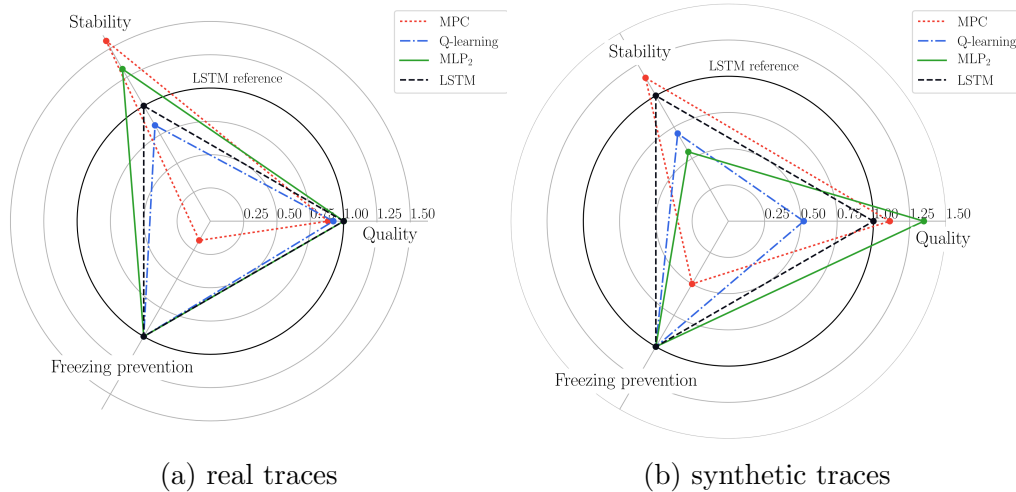 Stability
LSTM reference
0.25 0.50 0.75 1.00 1.25 1.50
Quality
Freezing prevention
MPC
Q-learning
MLP₂
LSTM
(a) real traces
Stability
LSTM reference
0.25 0.50 0.75 1.00 1.25 1.50
Quality
Freezing prevention
MPC
Q-learning
MLP₂
LSTM
(b) synthetic traces